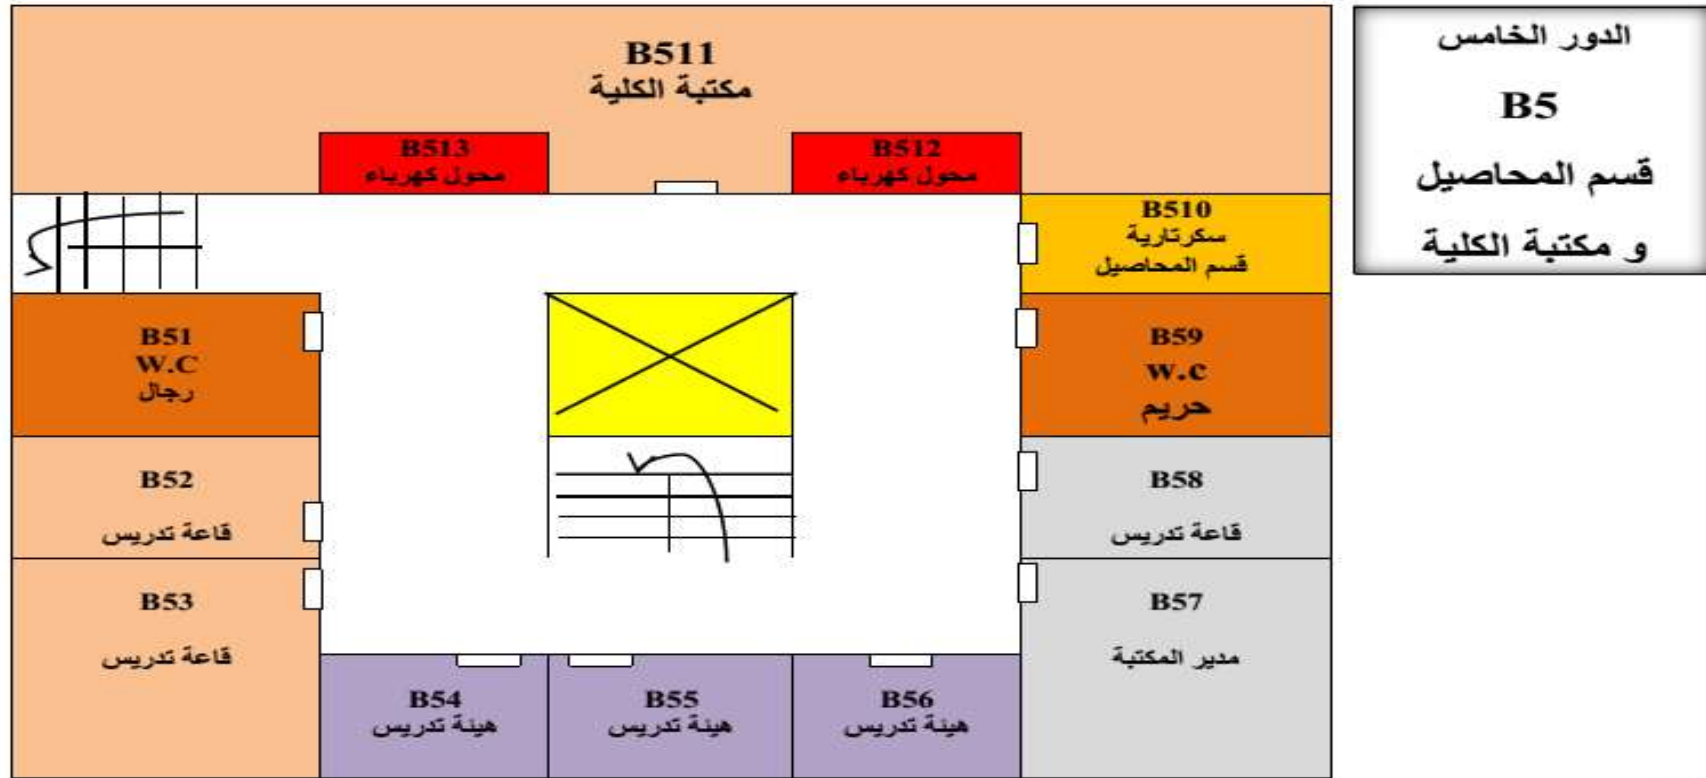 B511
مكتبة الكلية
B513
محول كهرباء
B512
محول كهرباء
B510
سكرتارية
قسم المحاصيل
B51
W.C
رجال
B59
w.c
حريم
B52
قاعة تدريس
B58
قاعة تدريس
B53
قاعة تدريس
B57
مدير المكتبة
B54
هيئة تدريس
B55
هيئة تدريس
B56
هيئة تدريس
الدور الخامس
B5
قسم المحاصيل
و مكتبة الكلية